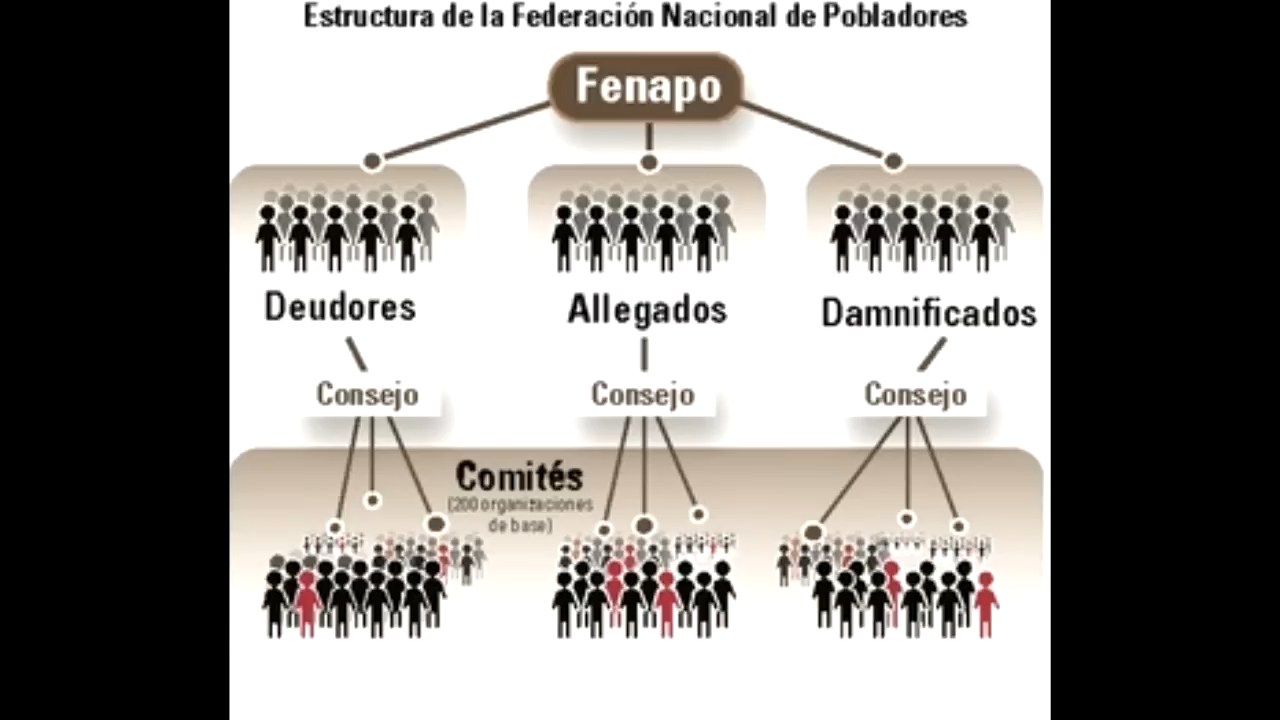 Estructura de la Federación Nacional de Pobladores
Fenapo
Deudores
Allegados
Damnificados
Consejo
Consejo
Consejo
Comités
(200 organizaciones
de base)